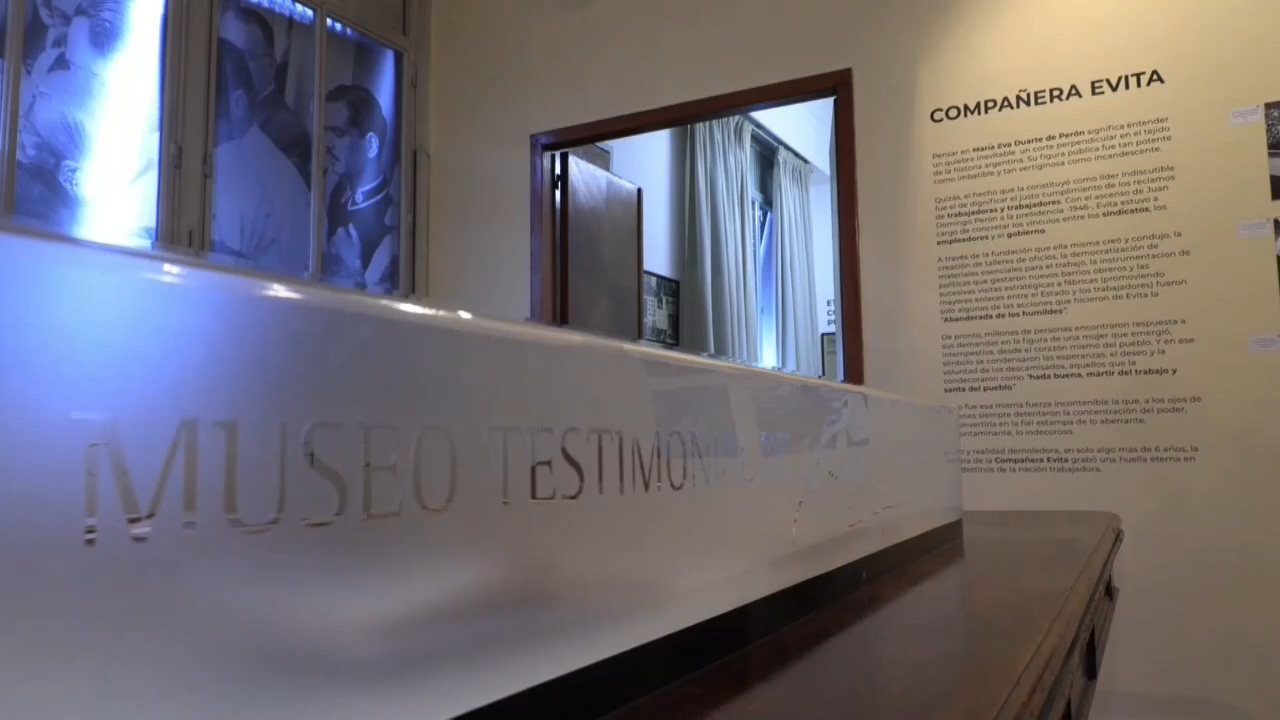 COMPAÑERA EVITA
Pensar en María Eva Duarte de Perón significa entender
un quiebre inevitable un corte perpendicular en el tejido
de la historia argentina. Su figura pública fue tan potente
como imbatible y tan vertiginosa como incandescente.
Quizás, el hecho que la constituyó como líder indiscutible
fue el de dignificar el justo cumplimiento de los reclamos
de trabajadoras y trabajadores. Con el ascenso de Juan
Domingo Perón a la presidencia -1946-, Evita estuvo a
cargo de concretar los vínculos entre los sindicatos, los
empleadores y el gobierno.
A través de la fundación que ella misma creó y condujo, la
creación de talleres de oficios, la democratización de
materiales esenciales para el trabajo, la instrumentación de
políticas que gestaron nuevos barrios obreros y las
sucesivas visitas estratégicas a fábricas (promoviendo
mayores enlaces entre el Estado y los trabajadores) fueron
solo algunas de las acciones que hicieron de Evita la
"Abanderada de los humildes".
De pronto, millones de personas encontraron respuesta a
sus demandas en la figura de una mujer que emergió,
intempestiva, desde el corazón mismo del pueblo. Y en ese
símbolo se condensaron las esperanzas, el deseo y la
voluntad de los descamisados, aquellos que la
condecoraron como "hada buena, mártir del trabajo y
santa del pueblo".
o fue esa misma fuerza incontenible la que, a los ojos de
enes siempre detentaron la concentración del poder,
onvertiría en la fiel estampa de lo aberrante,
ontaminante, lo indecoroso.
y realidad demoledora, en solo algo más de 6 años, la
ra de la Compañera Evita grabó una huella eterna en
destinos de la nación trabajadora.
MUSEO TESTIMONI